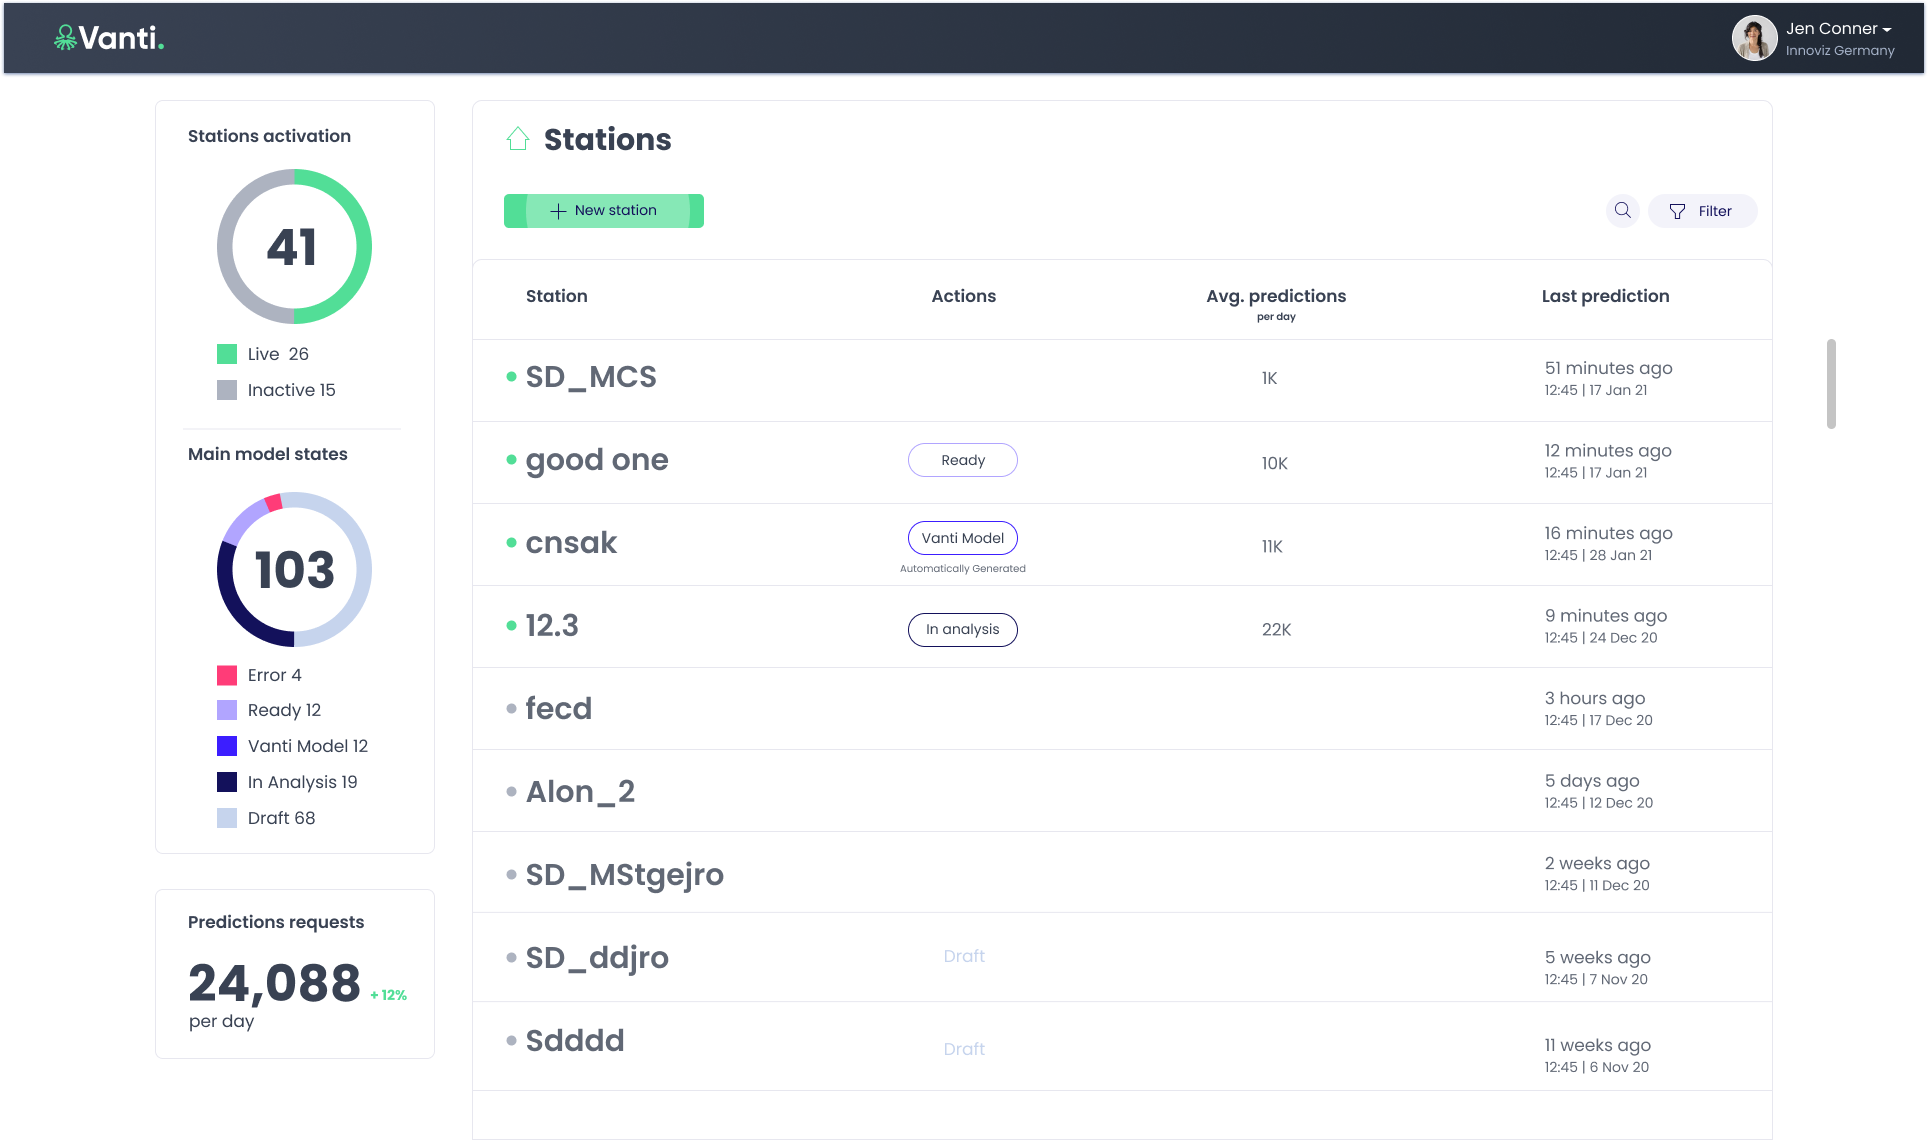 Vanti.
Jen Conner
Innoviz Germany
Stations activation
41
Live 26
Inactive 15
Main model states
103
Error 4
Ready 12
Vanti Model 12
In Analysis 19
Draft 68
Predictions requests
24,088 + 12%
per day
Stations
New station
Filter
Station Actions Avg. predictions Last prediction
per day
SD_MCS 1K 51 minutes ago
12:45 | 17 Jan 21
good one Ready 10K 12 minutes ago
12:45 | 17 Jan 21
cnsak Vanti Model 11K 16 minutes ago
Automatically Generated 12:45 | 28 Jan 21
12.3 In analysis 22K 9 minutes ago
12:45 | 24 Dec 20
fecd 3 hours ago
12:45 | 17 Dec 20
Alon_2 5 days ago
12:45 | 12 Dec 20
SD_MStgejro 2 weeks ago
12:45 | 11 Dec 20
SD_ddjro Draft 5 weeks ago
12:45 | 7 Nov 20
Sdddd Draft 11 weeks ago
12:45 | 6 Nov 20